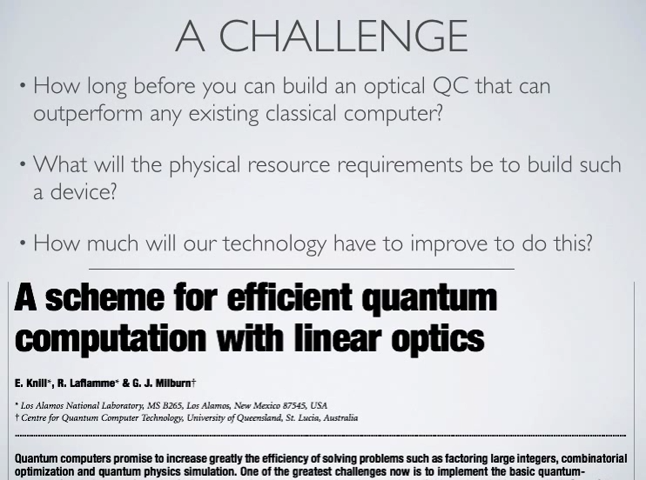 A CHALLENGE
• How long before you can build an optical QC that can
outperform any existing classical computer?
• What will the physical resource requirements be to build such
a device?
• How much will our technology have to improve to do this?
A scheme for efficient quantum
computation with linear optics
E. Knill*, R. Laflamme* & G. J. Milburn†
* Los Alamos National Laboratory, MS B265, Los Alamos, New Mexico 87545, USA
† Centre for Quantum Computer Technology, University of Queensland, St. Lucia, Australia
Quantum computers promise to increase greatly the efficiency of solving problems such as factoring large integers, combinatorial
optimization and quantum physics simulation. One of the greatest challenges now is to implement the basic quantum-